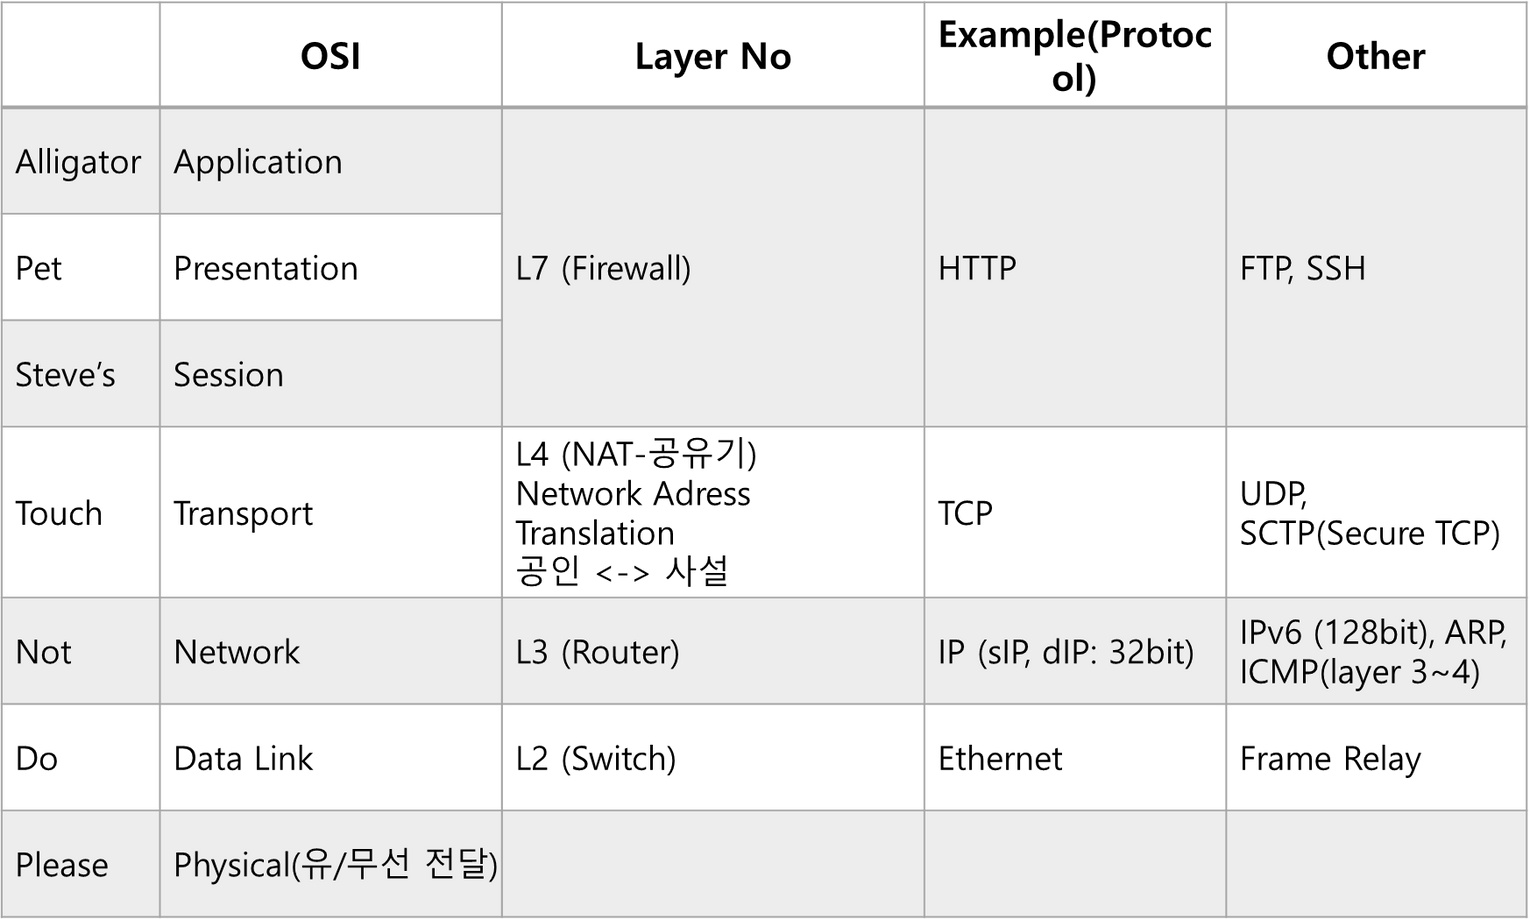 OSI
Layer No
Example(Protoc
ol)
Other
Alligator
Application
Pet
Presentation
Steve’s
Session
L7 (Firewall)
HTTP
FTP, SSH
Touch
Transport
L4 (NAT-공유기)
Network Adress
Translation
공인 <-> 사설
TCP
UDP,
SCTP(Secure TCP)
Not
Network
L3 (Router)
IP (sIP, dIP: 32bit)
IPv6 (128bit), ARP,
ICMP(layer 3~4)
Do
Data Link
L2 (Switch)
Ethernet
Frame Relay
Please
Physical(유/무선 전달)